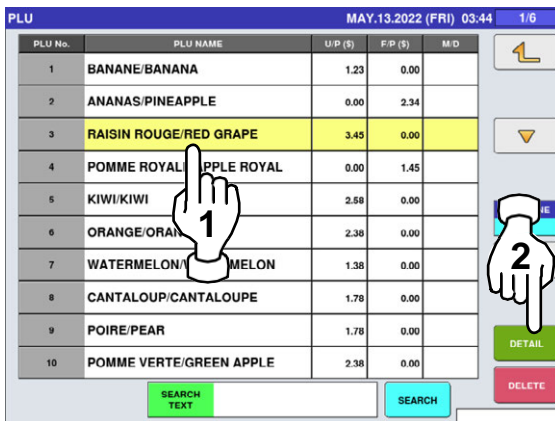 PLU MAY.13.2022 (FRI) 03:44 1/6
PLU No. PLU NAME U/P ($) F/P ($) M/D
1 BANANE/BANANA 1.23 0.00
2 ANANAS/PINEAPPLE 0.00 2.34
3 RAISIN ROUGE/RED GRAPE 3.45 0.00
4 POMME ROYAL PPLE ROYAL 0.00 1.45
5 KIWI/KIWI 2.58 0.00
6 ORANGE/ORAN 2.38 0.00
1
7 WATERMELON/W MELON 1.38 0.00
2
8 CANTALOUP/CANTALOUPE 1.78 0.00
9 POIRE/PEAR 1.78 0.00
DETAIL
10 POMME VERTE/GREEN APPLE 2.38 0.00
DELETE
SEARCH
TEXT
SEARCH